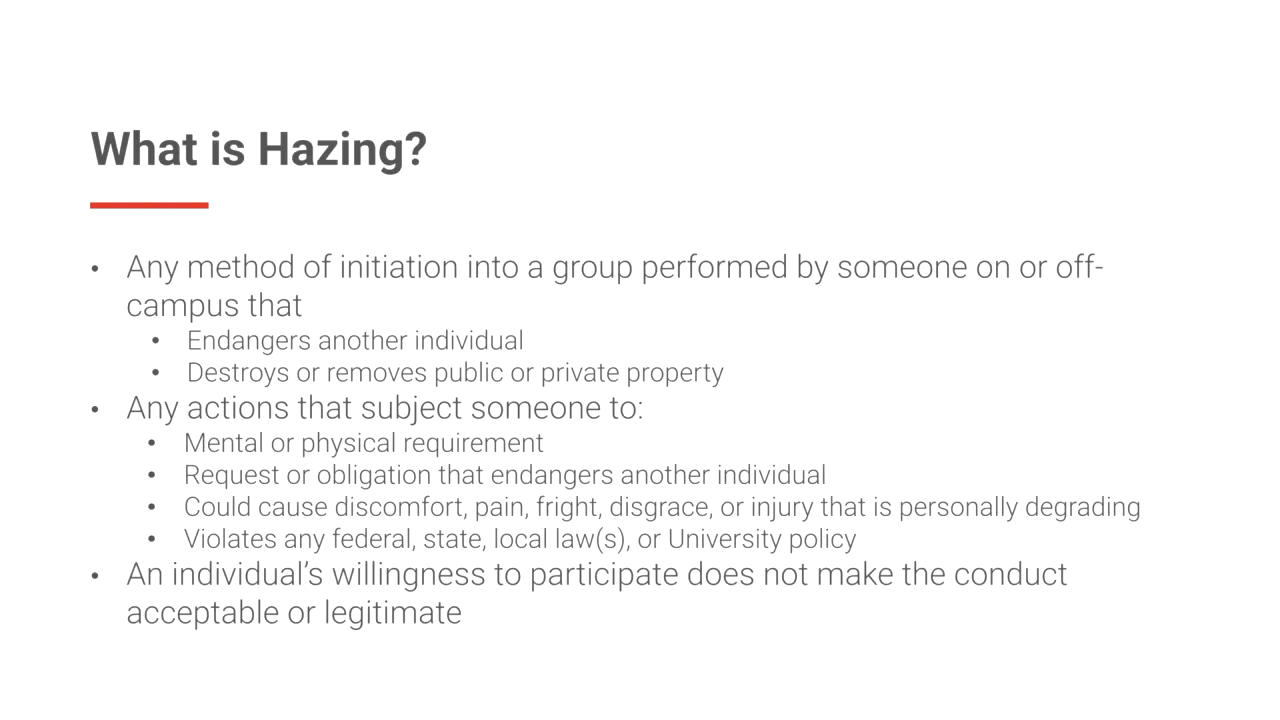 What is Hazing?
• Any method of initiation into a group performed by someone on or off-
campus that
• Endangers another individual
• Destroys or removes public or private property
• Any actions that subject someone to:
• Mental or physical requirement
• Request or obligation that endangers another individual
• Could cause discomfort, pain, fright, disgrace, or injury that is personally degrading
• Violates any federal, state, local law(s), or University policy
• An individual’s willingness to participate does not make the conduct
acceptable or legitimate